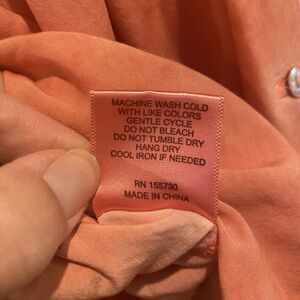 MACHINE WASH COLD
WITH LIKE COLORS
GENTLE CYCLE
DO NOT BLEACH
DO NOT TUMBLE DRY
HANG DRY
COOL IRON IF NEEDED
RN 155730
MADE IN CHINA